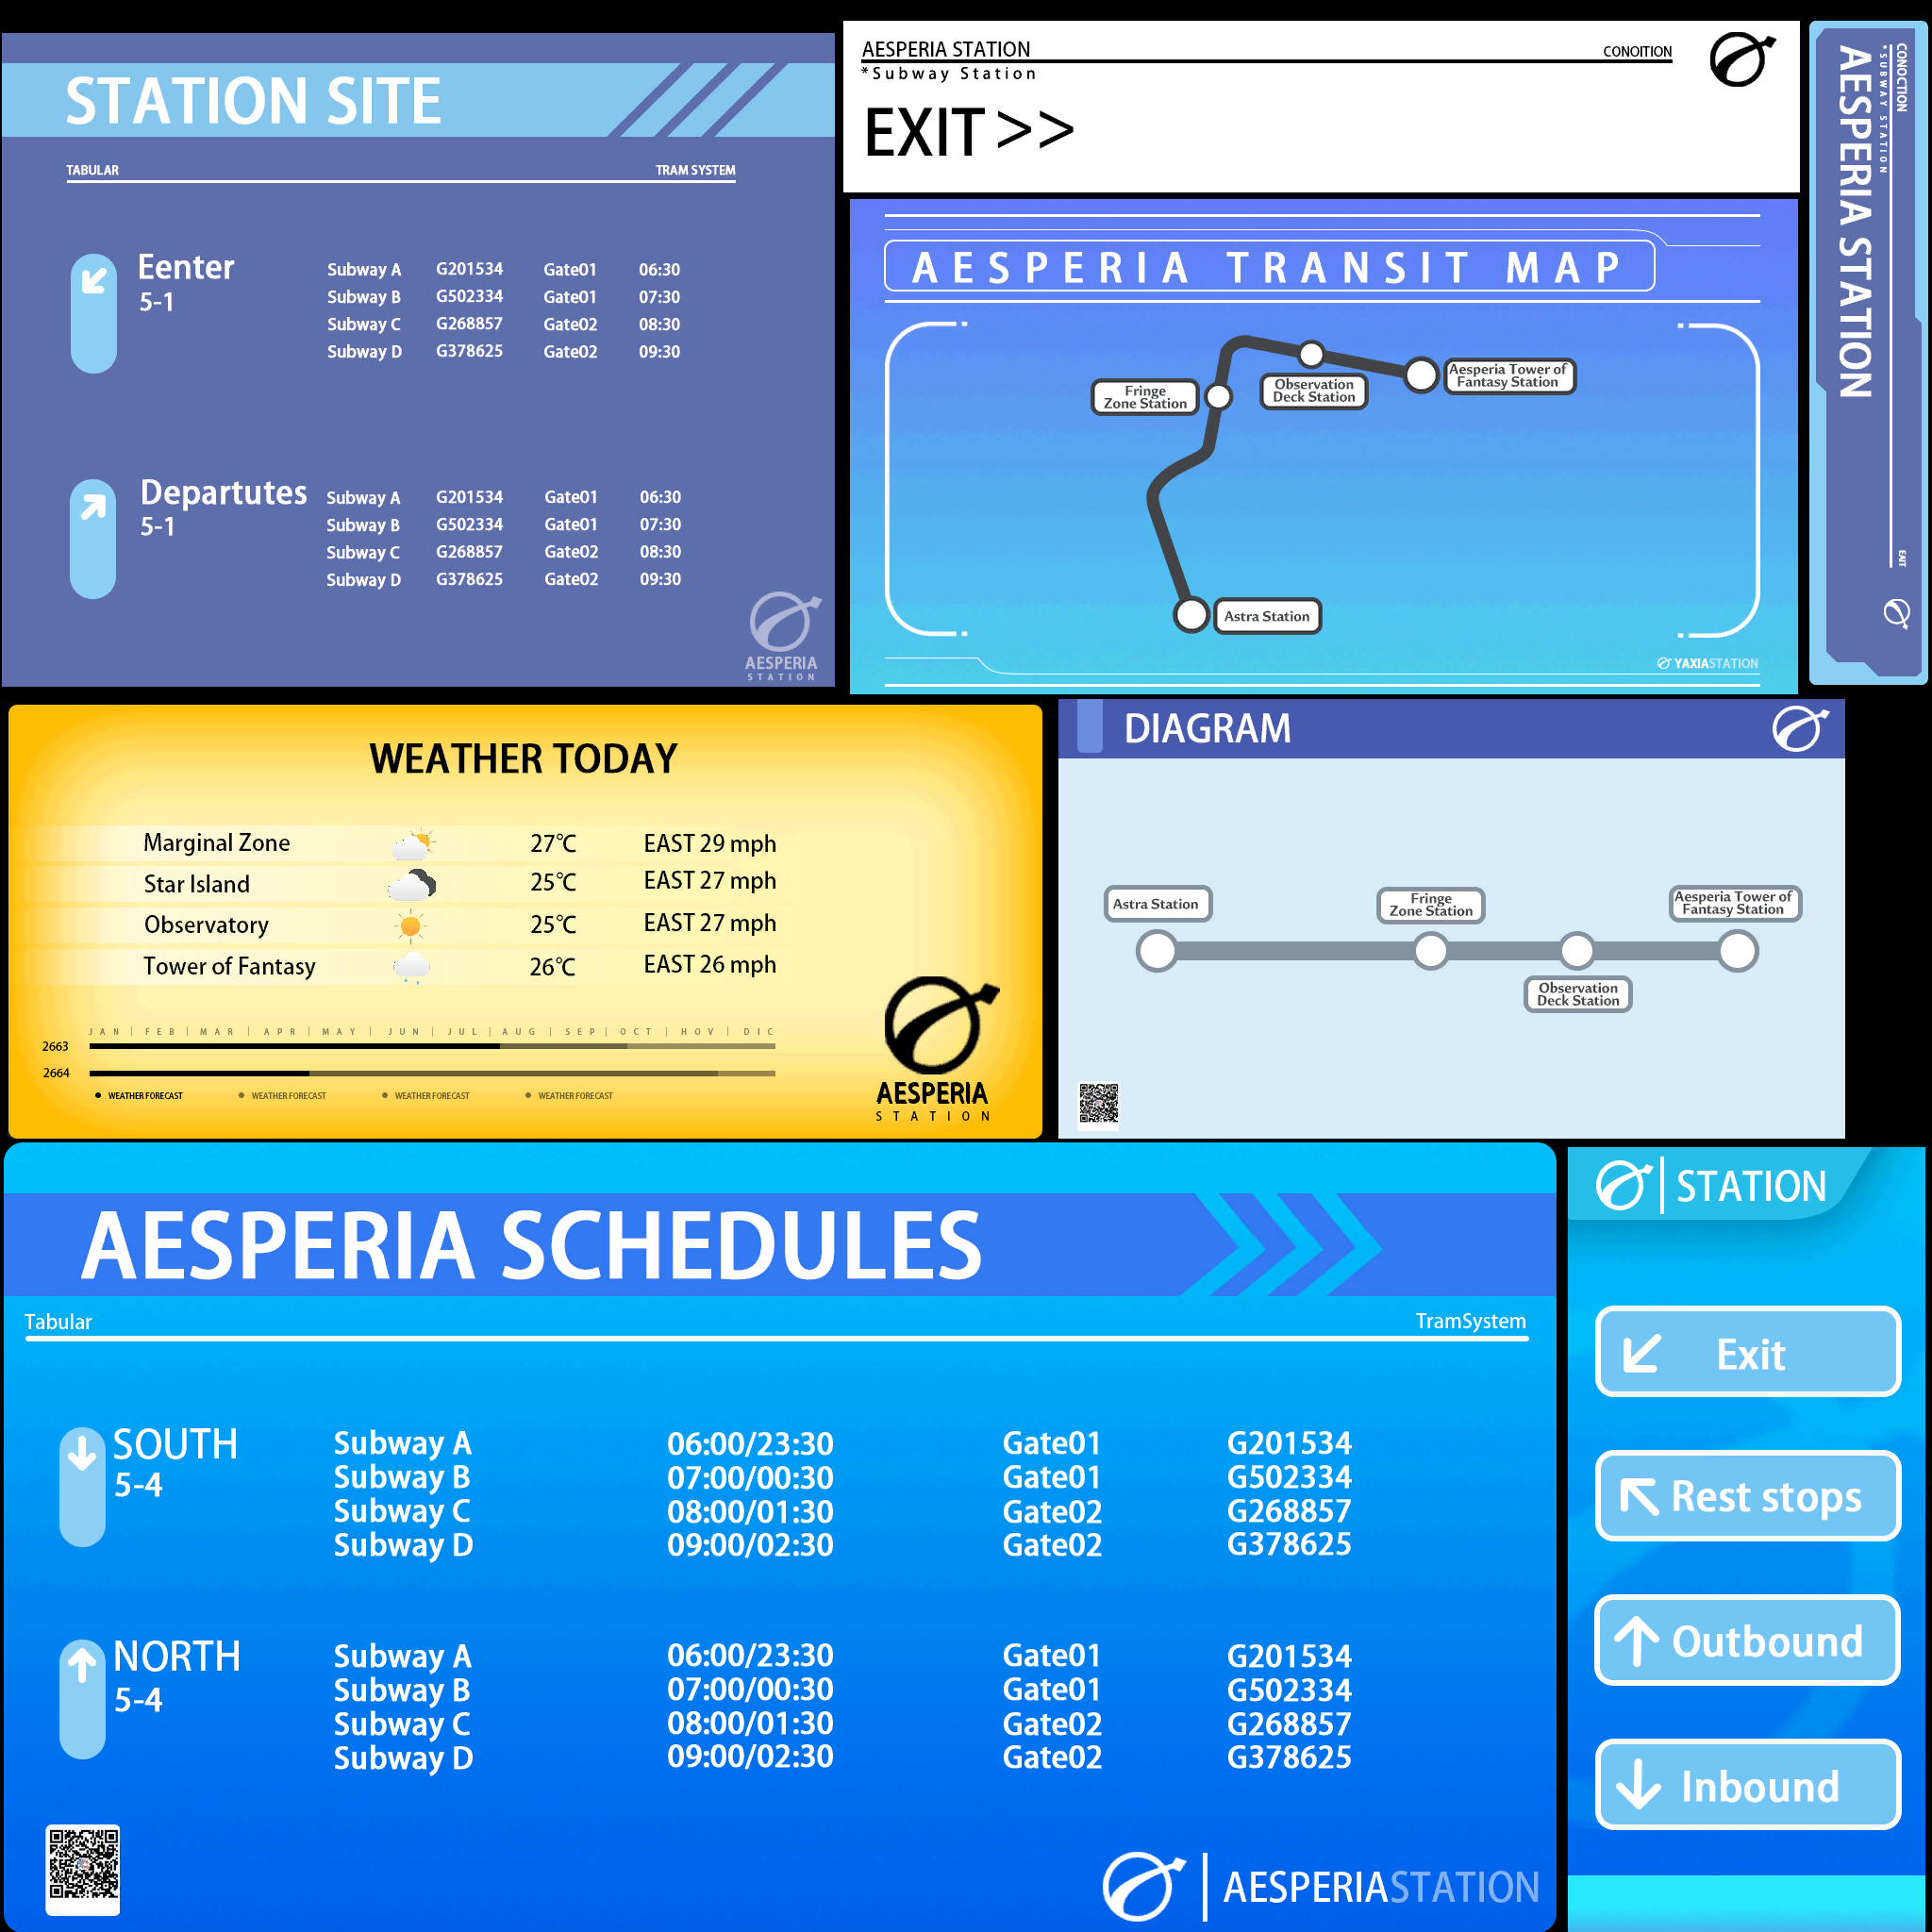 STATION SITE
TABULAR TRAM SYSTEM
Eenter
5-1
Subway A G201534 Gate01 06:30
Subway B G502334 Gate01 07:30
Subway C G268857 Gate02 08:30
Subway D G378625 Gate02 09:30
Departutes
5-1
Subway A G201534 Gate01 06:30
Subway B G502334 Gate01 07:30
Subway C G268857 Gate02 08:30
Subway D G378625 Gate02 09:30
AESPERIA
STATION
AESPERIA STATION CONOITION
*Subway Station
EXIT >>
AESPERIA TRANSIT MAP
Aesperia Tower of
Fantasy Station
Observation
Deck Station
Fringe
Zone Station
Astra Station
YAXIASTATION
CONOCTION
*SUBWAY STATION
AESPERIA STATION
EAIT
WEATHER TODAY
Marginal Zone 27℃ EAST 29 mph
Star Island 25℃ EAST 27 mph
Observatory 25℃ EAST 27 mph
Tower of Fantasy 26℃ EAST 26 mph
JAN | FEB | MAR | APR | MAY | JUN | JUL | AUG | SEP | OCT | HOV | DIC
2663
2664
WEATHER FORECAST WEATHER FORECAST WEATHER FORECAST WEATHER FORECAST
AESPERIA
STATION
DIAGRAM
Astra Station
Fringe
Zone Station
Aesperia Tower of
Fantasy Station
Observation
Deck Station
AESPERIA SCHEDULES
Tabular TramSystem
SOUTH
5-4
Subway A 06:00/23:30 Gate01 G201534
Subway B 07:00/00:30 Gate01 G502334
Subway C 08:00/01:30 Gate02 G268857
Subway D 09:00/02:30 Gate02 G378625
NORTH
5-4
Subway A 06:00/23:30 Gate01 G201534
Subway B 07:00/00:30 Gate01 G502334
Subway C 08:00/01:30 Gate02 G268857
Subway D 09:00/02:30 Gate02 G378625
AESPERIASTATION
STATION
Exit
Rest stops
Outbound
Inbound